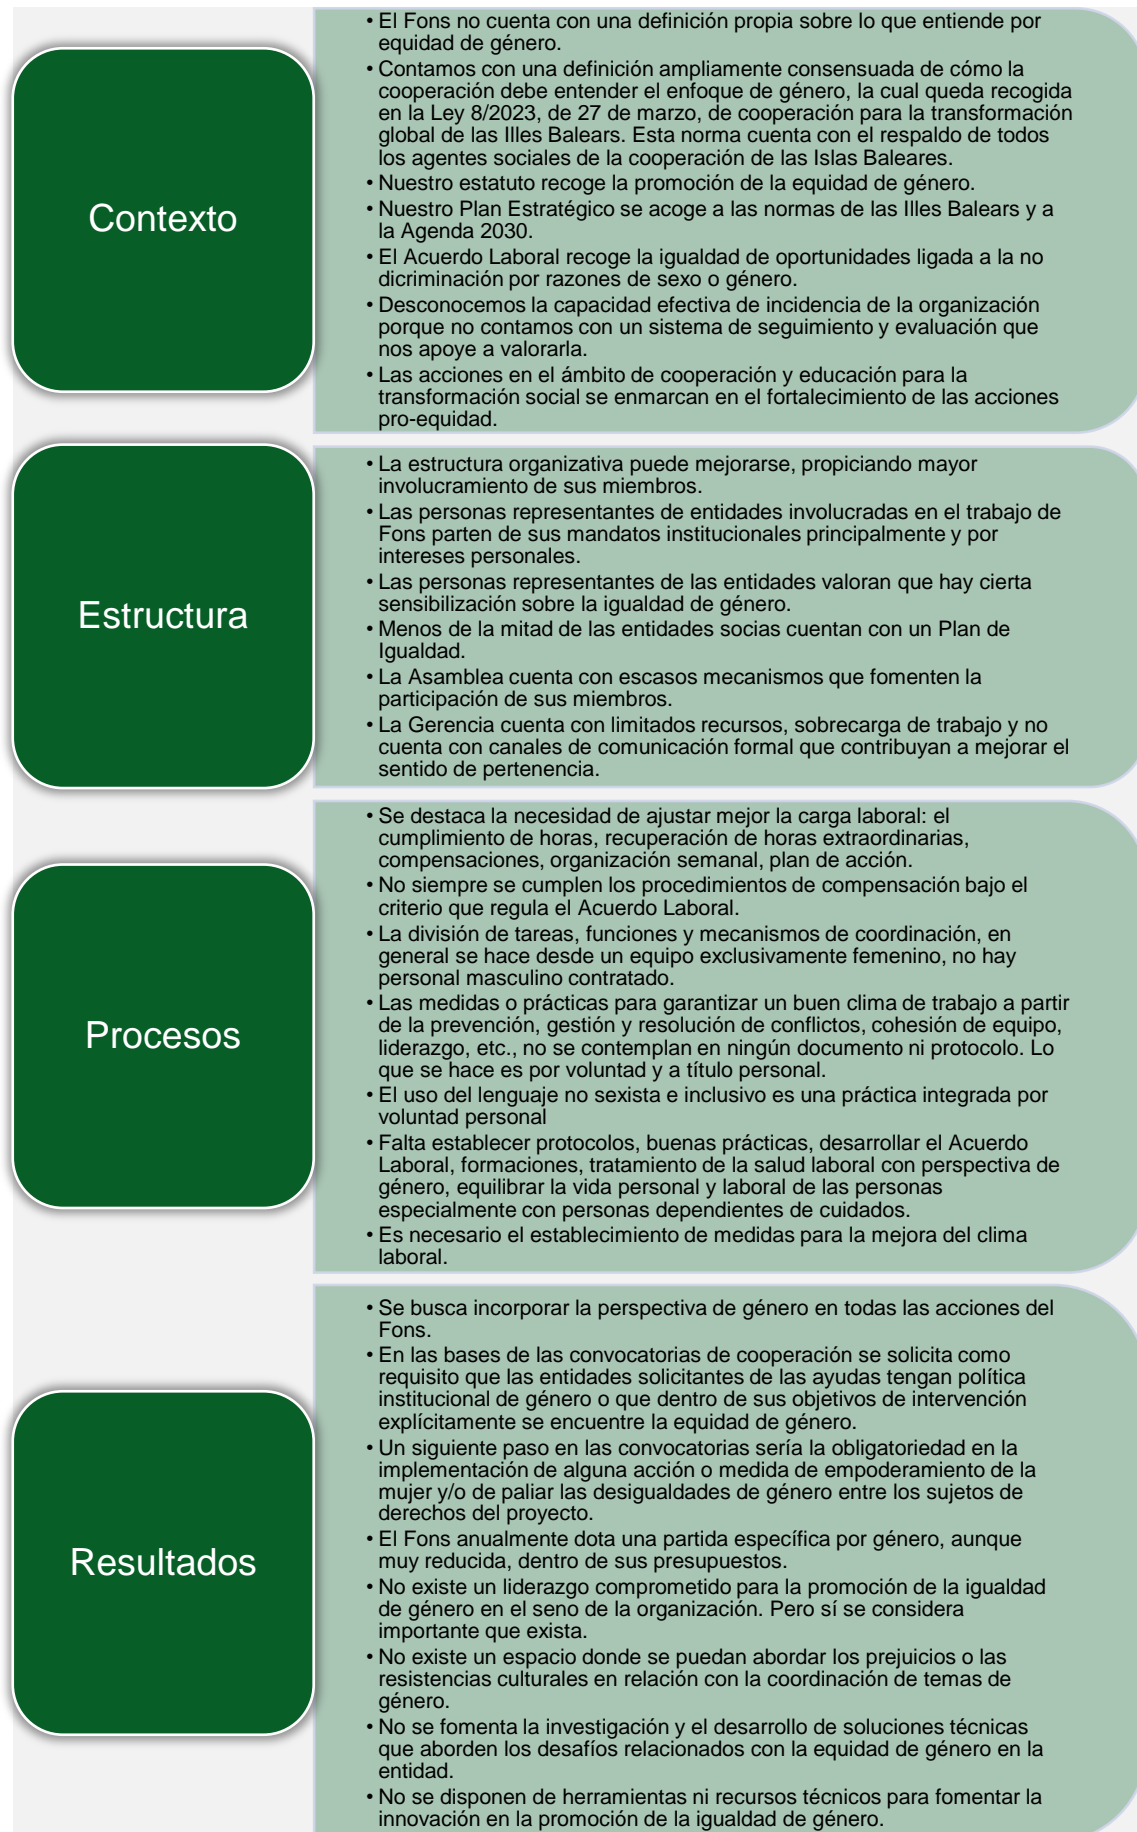 Contexto
• El Fons no cuenta con una definición propia sobre lo que entiende por
equidad de género.
• Contamos con una definición ampliamente consensuada de cómo la
cooperación debe entender el enfoque de género, la cual queda recogida
en la Ley 8/2023, de 27 de marzo, de cooperación para la transformación
global de las Illes Balears. Esta norma cuenta con el respaldo de todos
los agentes sociales de la cooperación de las Islas Baleares.
• Nuestro estatuto recoge la promoción de la equidad de género.
• Nuestro Plan Estratégico se acoge a las normas de las Illes Balears y a
la Agenda 2030.
• El Acuerdo Laboral recoge la igualdad de oportunidades ligada a la no
dicriminación por razones de sexo o género.
• Desconocemos la capacidad efectiva de incidencia de la organización
porque no contamos con un sistema de seguimiento y evaluación que
nos apoye a valorarla.
• Las acciones en el ámbito de cooperación y educación para la
transformación social se enmarcan en el fortalecimiento de las acciones
pro-equidad.
Estructura
• La estructura organizativa puede mejorarse, propiciando mayor
involucramiento de sus miembros.
• Las personas representantes de entidades involucradas en el trabajo de
Fons parten de sus mandatos institucionales principalmente y por
intereses personales.
• Las personas representantes de las entidades valoran que hay cierta
sensibilización sobre la igualdad de género.
• Menos de la mitad de las entidades socias cuentan con un Plan de
Igualdad.
• La Asamblea cuenta con escasos mecanismos que fomenten la
participación de sus miembros.
• La Gerencia cuenta con limitados recursos, sobrecarga de trabajo y no
cuenta con canales de comunicación formal que contribuyan a mejorar el
sentido de pertenencia.
Procesos
• Se destaca la necesidad de ajustar mejor la carga laboral: el
cumplimiento de horas, recuperación de horas extraordinarias,
compensaciones, organización semanal, plan de acción.
• No siempre se cumplen los procedimientos de compensación bajo el
criterio que regula el Acuerdo Laboral.
• La división de tareas, funciones y mecanismos de coordinación, en
general se hace desde un equipo exclusivamente femenino, no hay
personal masculino contratado.
• Las medidas o prácticas para garantizar un buen clima de trabajo a partir
de la prevención, gestión y resolución de conflictos, cohesión de equipo,
liderazgo, etc., no se contemplan en ningún documento ni protocolo. Lo
que se hace es por voluntad y a título personal.
• El uso del lenguaje no sexista e inclusivo es una práctica integrada por
voluntad personal
• Falta establecer protocolos, buenas prácticas, desarrollar el Acuerdo
Laboral, formaciones, tratamiento de la salud laboral con perspectiva de
género, equilibrar la vida personal y laboral de las personas
especialmente con personas dependientes de cuidados.
• Es necesario el establecimiento de medidas para la mejora del clima
laboral.
Resultados
• Se busca incorporar la perspectiva de género en todas las acciones del
Fons.
• En las bases de las convocatorias de cooperación se solicita como
requisito que las entidades solicitantes de las ayudas tengan política
institucional de género o que dentro de sus objetivos de intervención
explícitamente se encuentre la equidad de género.
• Un siguiente paso en las convocatorias sería la obligatoriedad en la
implementación de alguna acción o medida de empoderamiento de la
mujer y/o de paliar las desigualdades de género entre los sujetos de
derechos del proyecto.
• El Fons anualmente dota una partida específica por género, aunque
muy reducida, dentro de sus presupuestos.
• No existe un liderazgo comprometido para la promoción de la igualdad
de género en el seno de la organización. Pero sí se considera
importante que exista.
• No existe un espacio donde se puedan abordar los prejuicios o las
resistencias culturales en relación con la coordinación de temas de
género.
• No se fomenta la investigación y el desarrollo de soluciones técnicas
que aborden los desafíos relacionados con la equidad de género en la
entidad.
• No se disponen de herramientas ni recursos técnicos para fomentar la
innovación en la promoción de la igualdad de género.